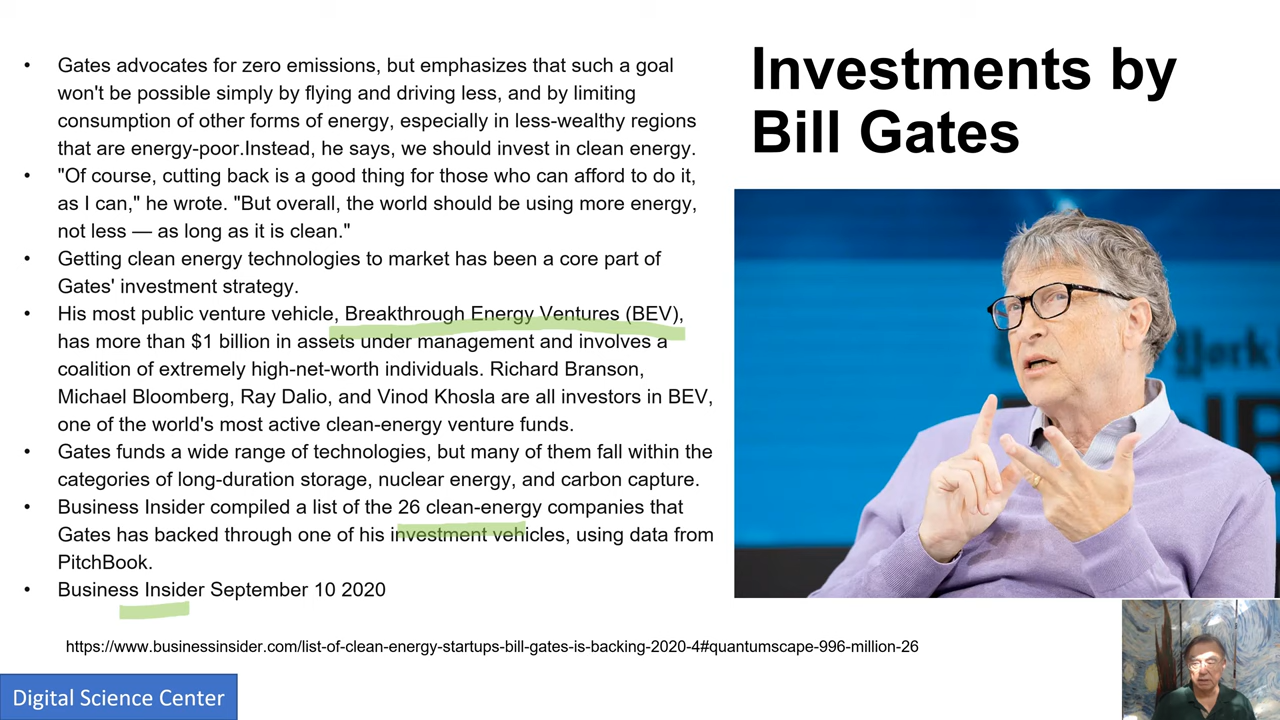 Investments by
Bill Gates
• Gates advocates for zero emissions, but emphasizes that such a goal
won't be possible simply by flying and driving less, and by limiting
consumption of other forms of energy, especially in less-wealthy regions
that are energy-poor.Instead, he says, we should invest in clean energy.
• "Of course, cutting back is a good thing for those who can afford to do it,
as I can," he wrote. "But overall, the world should be using more energy,
not less — as long as it is clean."
• Getting clean energy technologies to market has been a core part of
Gates' investment strategy.
• His most public venture vehicle, Breakthrough Energy Ventures (BEV),
has more than $1 billion in assets under management and involves a
coalition of extremely high-net-worth individuals. Richard Branson,
Michael Bloomberg, Ray Dalio, and Vinod Khosla are all investors in BEV,
one of the world's most active clean-energy venture funds.
• Gates funds a wide range of technologies, but many of them fall within the
categories of long-duration storage, nuclear energy, and carbon capture.
• Business Insider compiled a list of the 26 clean-energy companies that
Gates has backed through one of his investment vehicles, using data from
PitchBook.
• Business Insider September 10 2020
https://www.businessinsider.com/list-of-clean-energy-startups-bill-gates-is-backing-2020-4#quantumscape-996-million-26
Digital Science Center